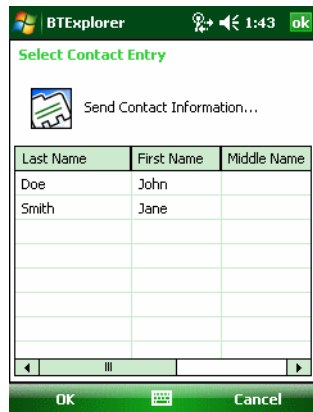 BTExplorer 1:43 ok
Select Contact Entry
Send Contact Information...
Last Name First Name Middle Name
Doe John
Smith Jane
OK Cancel